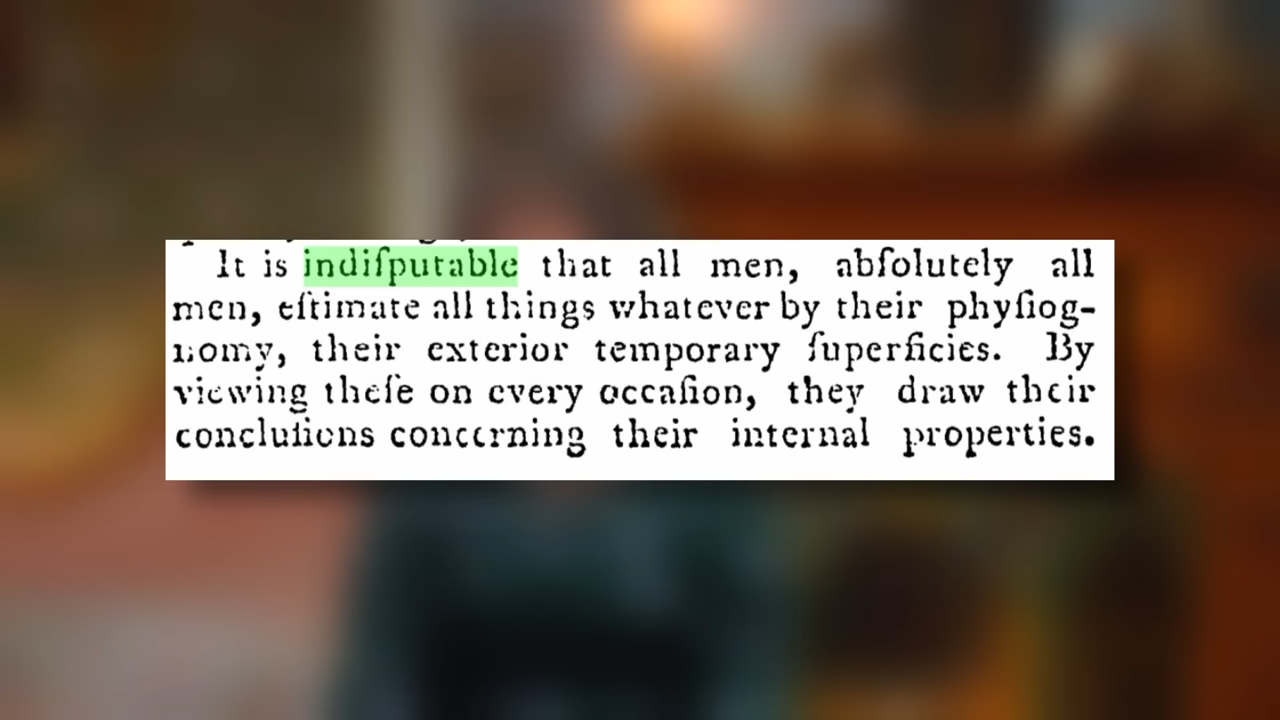 It is indiſputable that all men, abſolutely all
men, eſtimate all things whatever by their phyſiog-
nomy, their exterior temporary ſuperficies. By
viewing theſe on every occaſion, they draw their
concluſions concerning their internal properties.